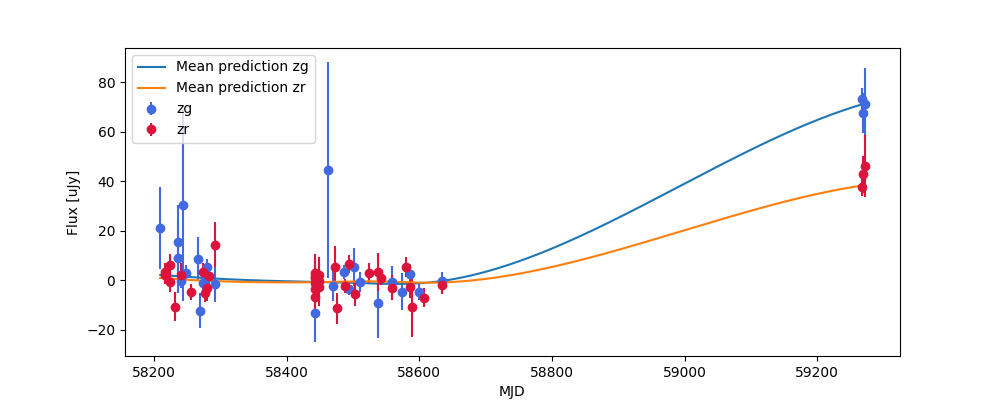 Mean prediction zg
Mean prediction zr
zg
zr
80
60
40
20
0
−20
Flux [uJy]
58200
58400
58600
58800
59000
59200
MJD